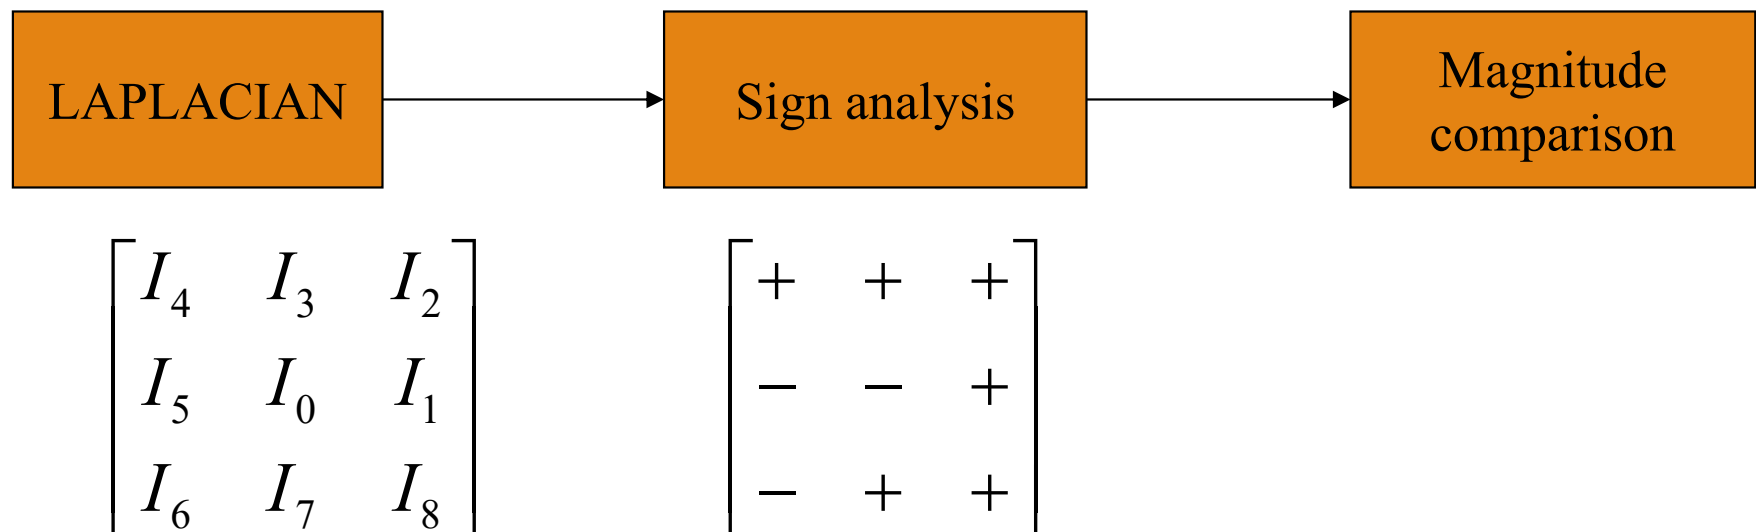 LAPLACIAN
Sign analysis
Magnitude
comparison
I4 I3 I2
I5 I0 I1
I6 I7 I8
+ + +
− − +
− + +